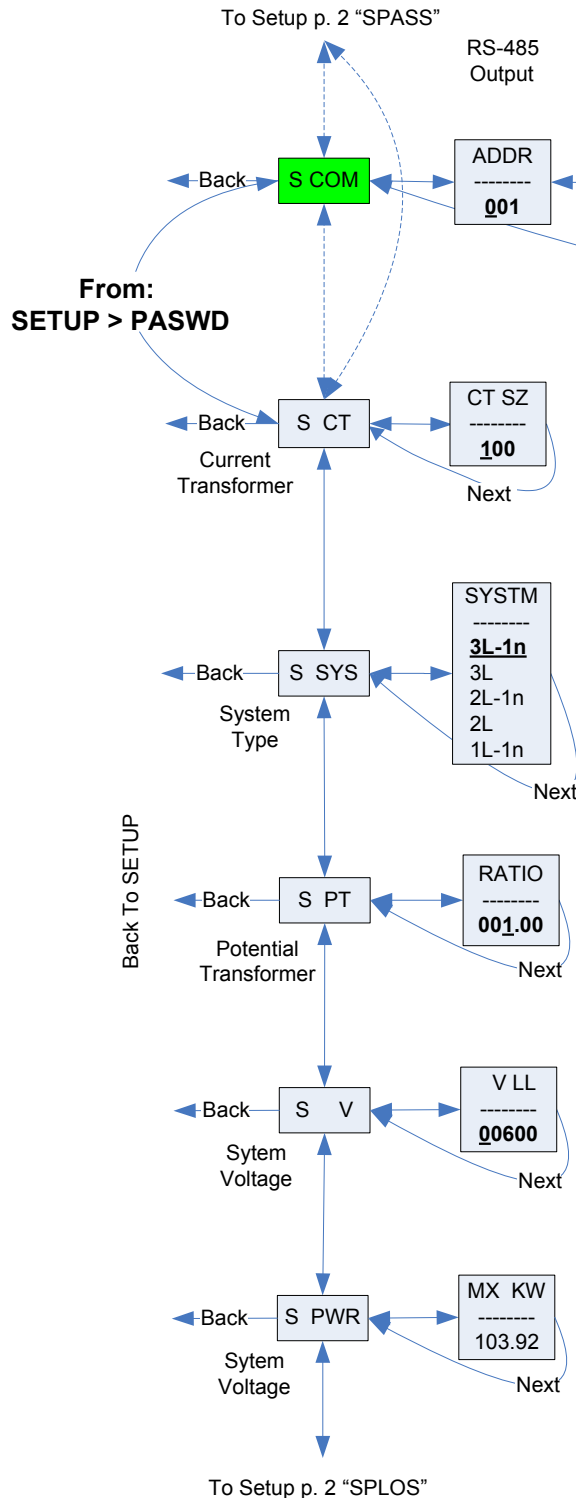 To Setup p. 2 “SPASS”
RS-485
Output
Back
S COM
ADDR
--------
001
From:
SETUP > PASWD
Back
S CT
Current
Transformer
CT SZ
--------
100
Next
SYSTM
--------
3L-1n
3L
2L-1n
2L
1L-1n
Back
S SYS
System
Type
Next
Back To SETUP
Back
S PT
Potential
Transformer
RATIO
--------
001.00
Next
Back
S V
Sytem
Voltage
V LL
--------
00600
Next
Back
S PWR
Sytem
Voltage
MX KW
--------
103.92
Next
To Setup p. 2 “SPLOS”